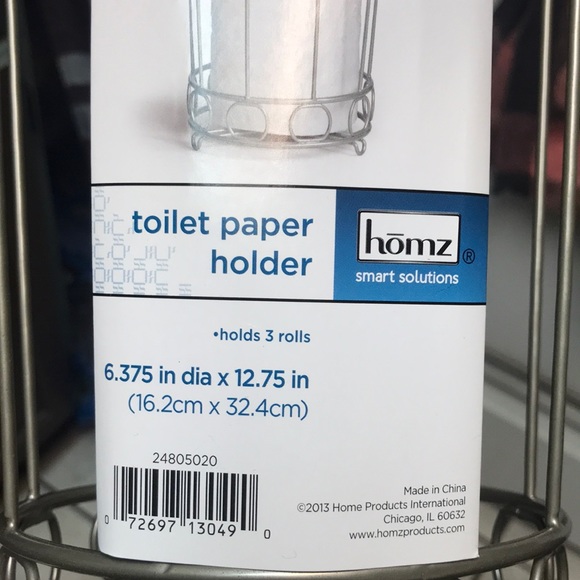 toilet paper
holder
hōmz®
smart solutions
•holds 3 rolls
6.375 in dia x 12.75 in
(16.2cm x 32.4cm)
24805020
0 72697 13049 0
Made in China
©2013 Home Products International
Chicago, IL 60632
www.homzproducts.com